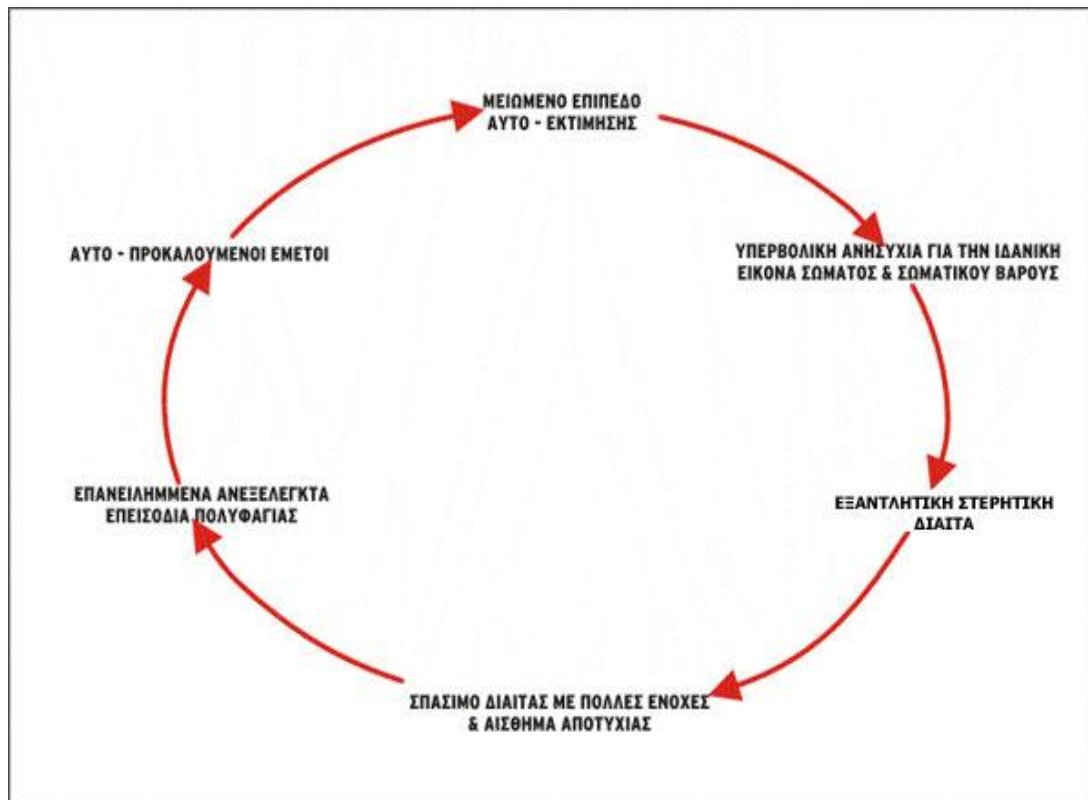 ΜΕΙΩΜΕΝΟ ΕΠΙΠΕΔΟ
ΑΥΤΟ - ΕΚΤΙΜΗΣΗΣ
ΥΠΕΡΒΟΛΙΚΗ ΑΝΗΣΥΧΙΑ ΓΙΑ ΤΗΝ ΙΔΑΝΙΚΗ
ΕΙΚΟΝΑ ΣΩΜΑΤΟΣ & ΣΩΜΑΤΙΚΟΥ ΒΑΡΟΥΣ
ΕΞΑΝΤΛΗΤΙΚΗ ΣΤΕΡΗΤΙΚΗ
ΔΙΑΙΤΑ
ΣΠΑΣΙΜΟ ΔΙΑΙΤΑΣ ΜΕ ΠΟΛΛΕΣ ΕΝΟΧΕΣ
& ΑΙΣΘΗΜΑ ΑΠΟΤΥΧΙΑΣ
ΕΠΑΝΕΙΛΗΜΜΕΝΑ ΑΝΕΞΕΛΕΓΚΤΑ
ΕΠΕΙΣΟΔΙΑ ΠΟΛΥΦΑΓΙΑΣ
ΑΥΤΟ - ΠΡΟΚΑΛΟΥΜΕΝΟΙ ΕΜΕΤΟΙ